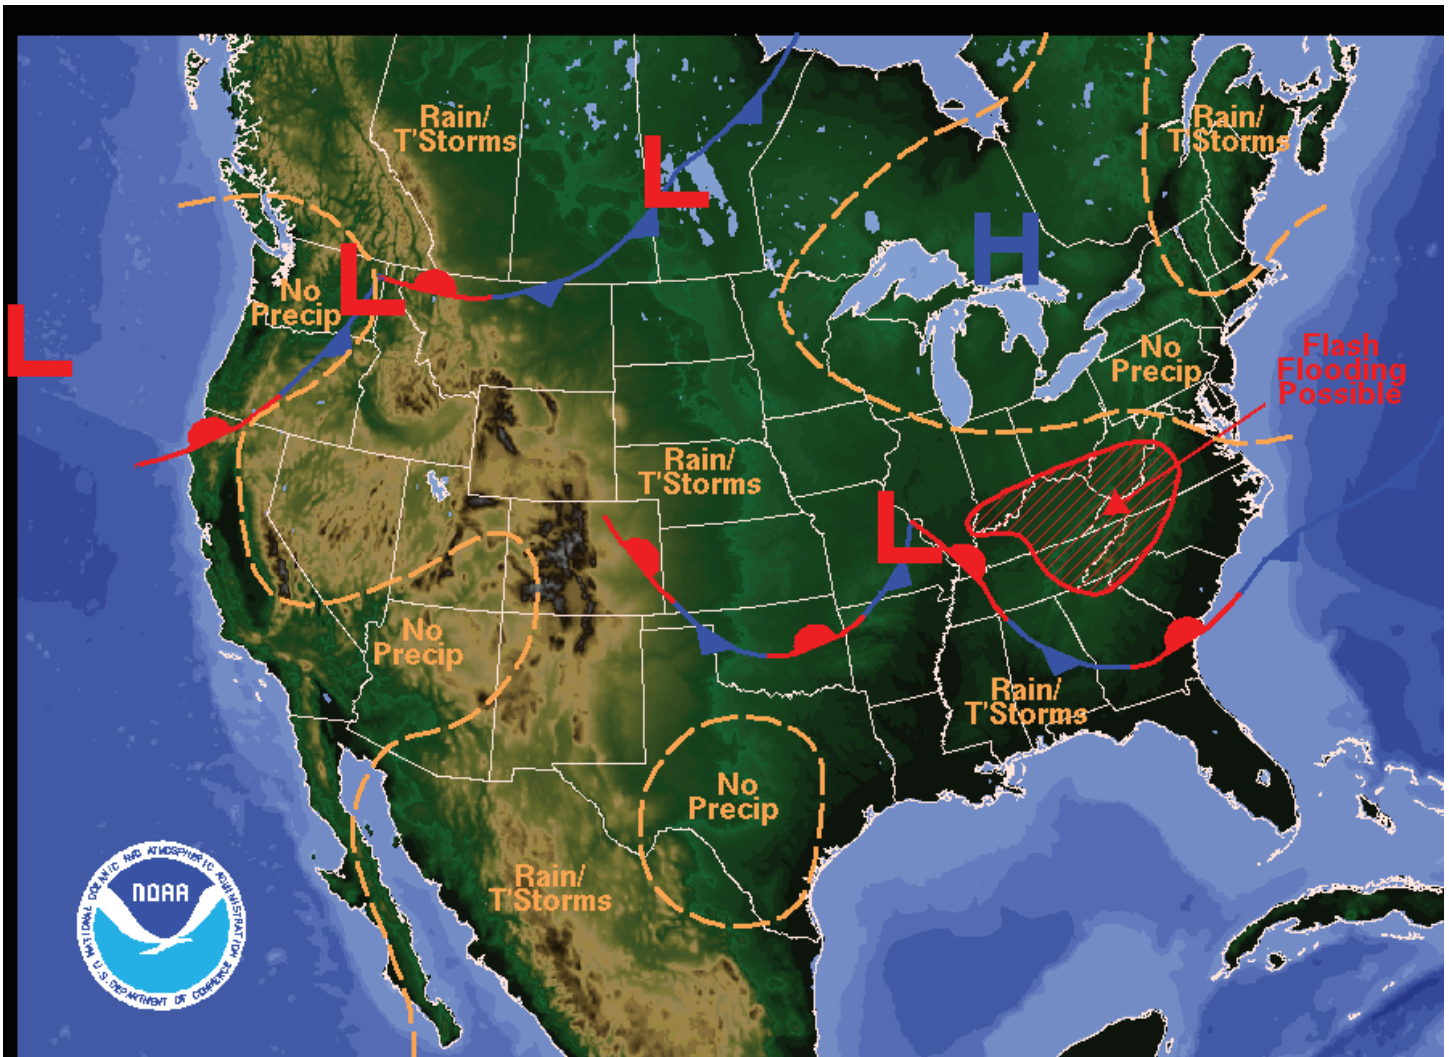 Rain/
T'Storms
Rain/
T'Storms
L
H
L
No
Precip
L
No
Precip
Flash
Flooding
Possible
Rain/
T'Storms
L
No
Precip
Rain/
T'Storms
No
Precip
Rain/
T'Storms
NATIONAL OCEANIC AND ATMOSPHERIC ADMINISTRATION
NOAA
U.S. DEPARTMENT OF COMMERCE